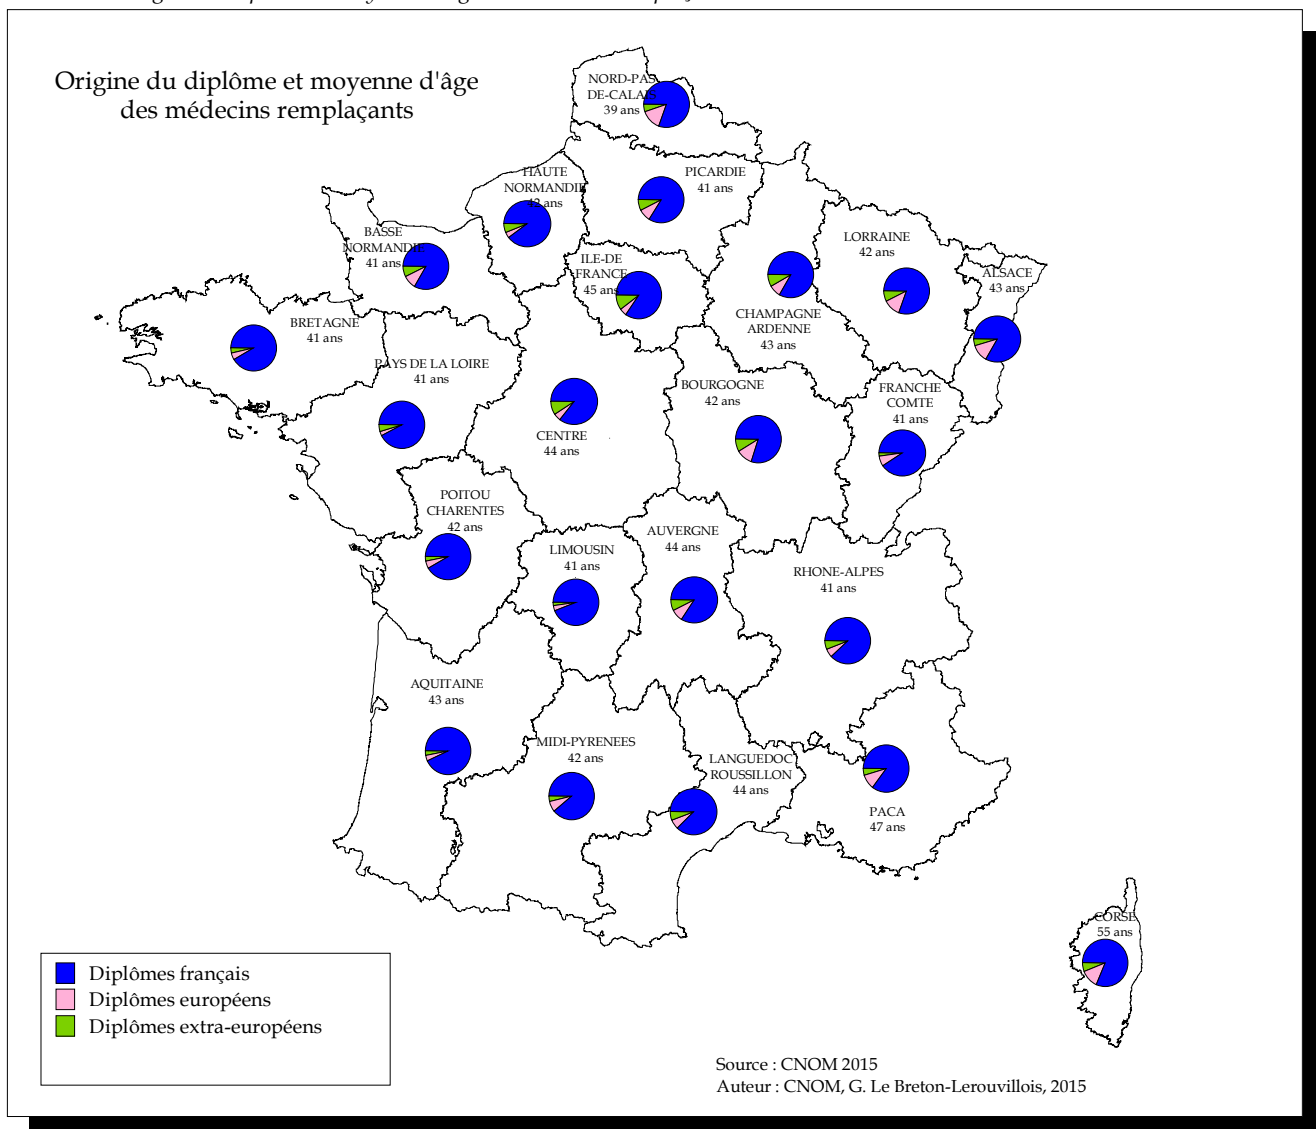 Origine du diplôme et moyenne d'âge
des médecins remplaçants
NORD-PAS
DE-CALAIS
39 ans
HAUTE
NORMANDIE
42 ans
PICARDIE
41 ans
BASSE
NORMANDIE
41 ans
ILE-DE
FRANCE
45 ans
LORRAINE
42 ans
ALSACE
43 ans
CHAMPAGNE
ARDENNE
43 ans
BRETAGNE
41 ans
PAYS DE LA LOIRE
41 ans
CENTRE
44 ans
BOURGOGNE
42 ans
FRANCHE
COMTE
41 ans
POITOU
CHARENTES
42 ans
LIMOUSIN
41 ans
AUVERGNE
44 ans
RHONE-ALPES
41 ans
AQUITAINE
43 ans
MIDI-PYRENEES
42 ans
LANGUEDOC
ROUSSILLON
44 ans
PACA
47 ans
CORSE
55 ans
Diplômes français
Diplômes européens
Diplômes extra-européens
Source : CNOM 2015
Auteur : CNOM, G. Le Breton-Lerouvillois, 2015